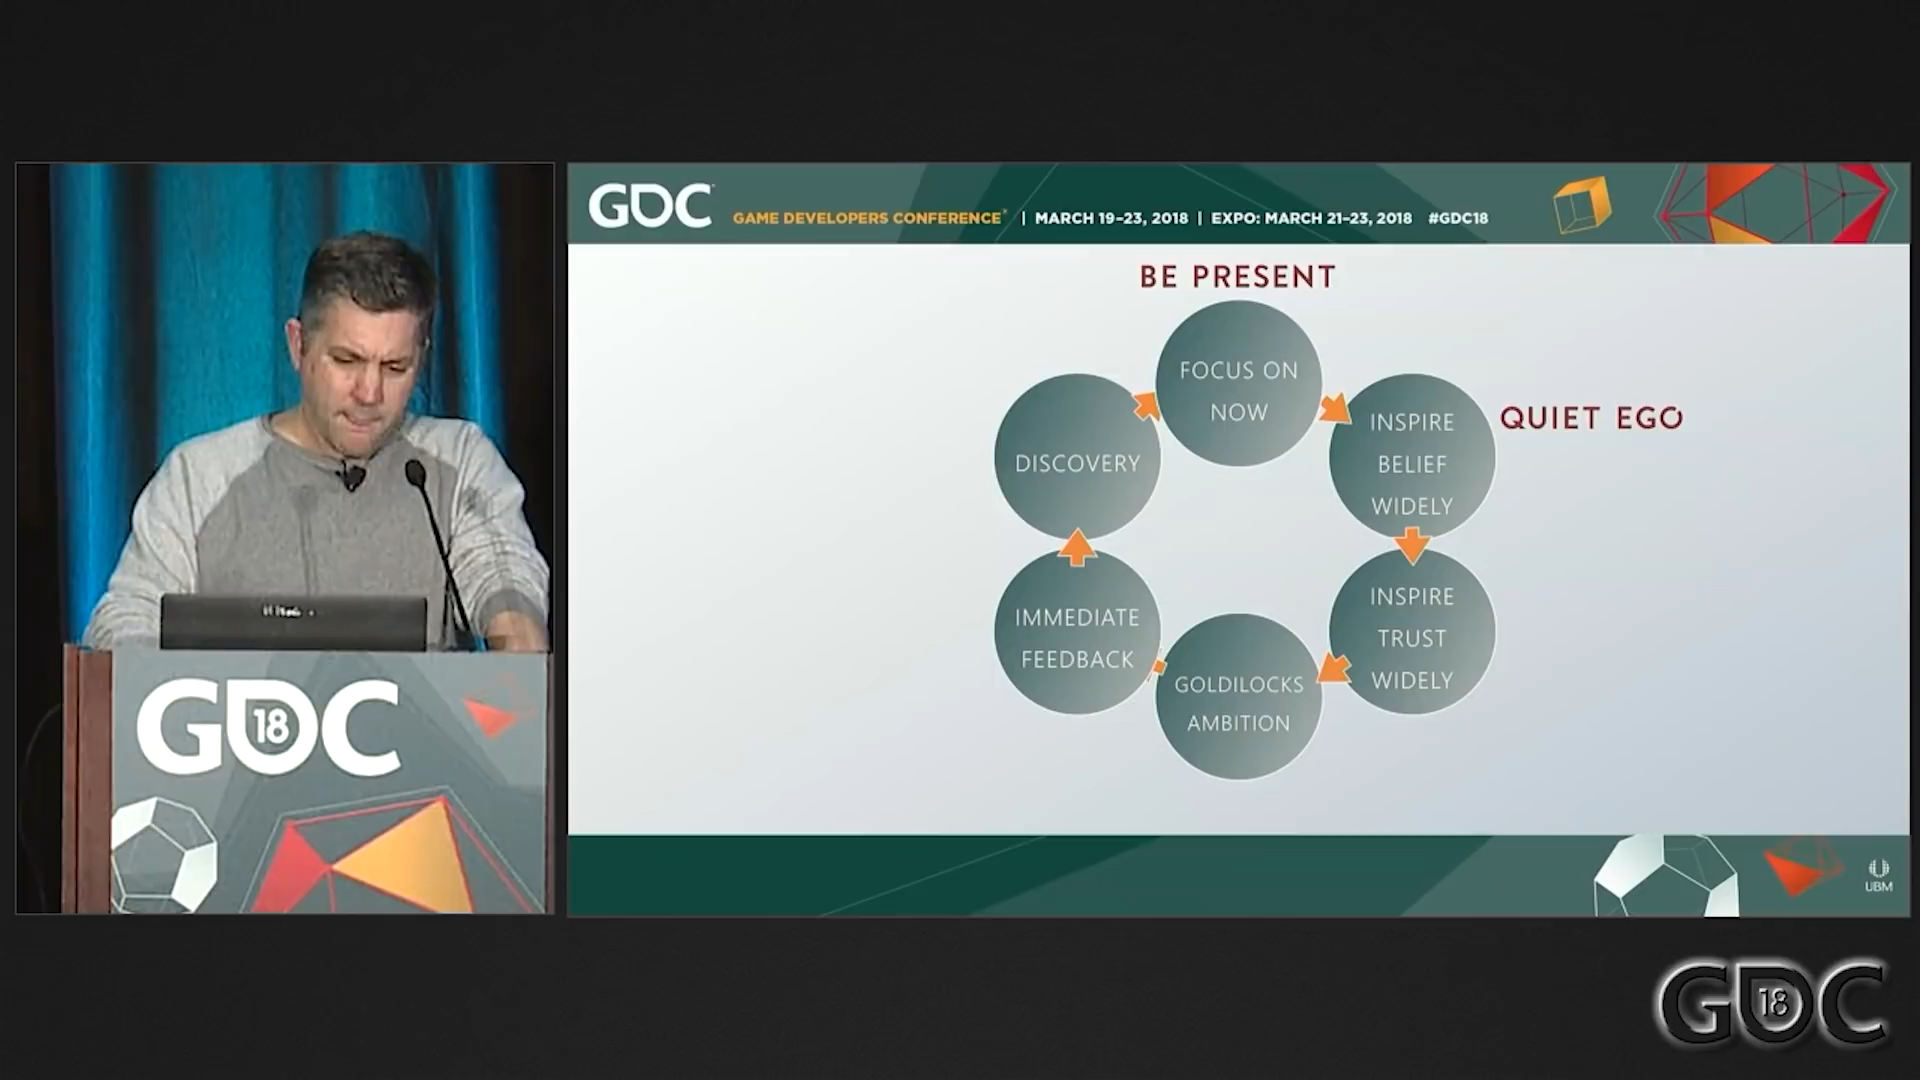 GDC
GAME DEVELOPERS CONFERENCE | MARCH 19–23, 2018 | EXPO: MARCH 21–23, 2018 #GDC18
BE PRESENT
FOCUS ON
NOW
INSPIRE
BELIEF
WIDELY
QUIET EGO
INSPIRE
TRUST
WIDELY
GOLDILOCKS
AMBITION
IMMEDIATE
FEEDBACK
DISCOVERY
GDC
18
UBM
GDC
18